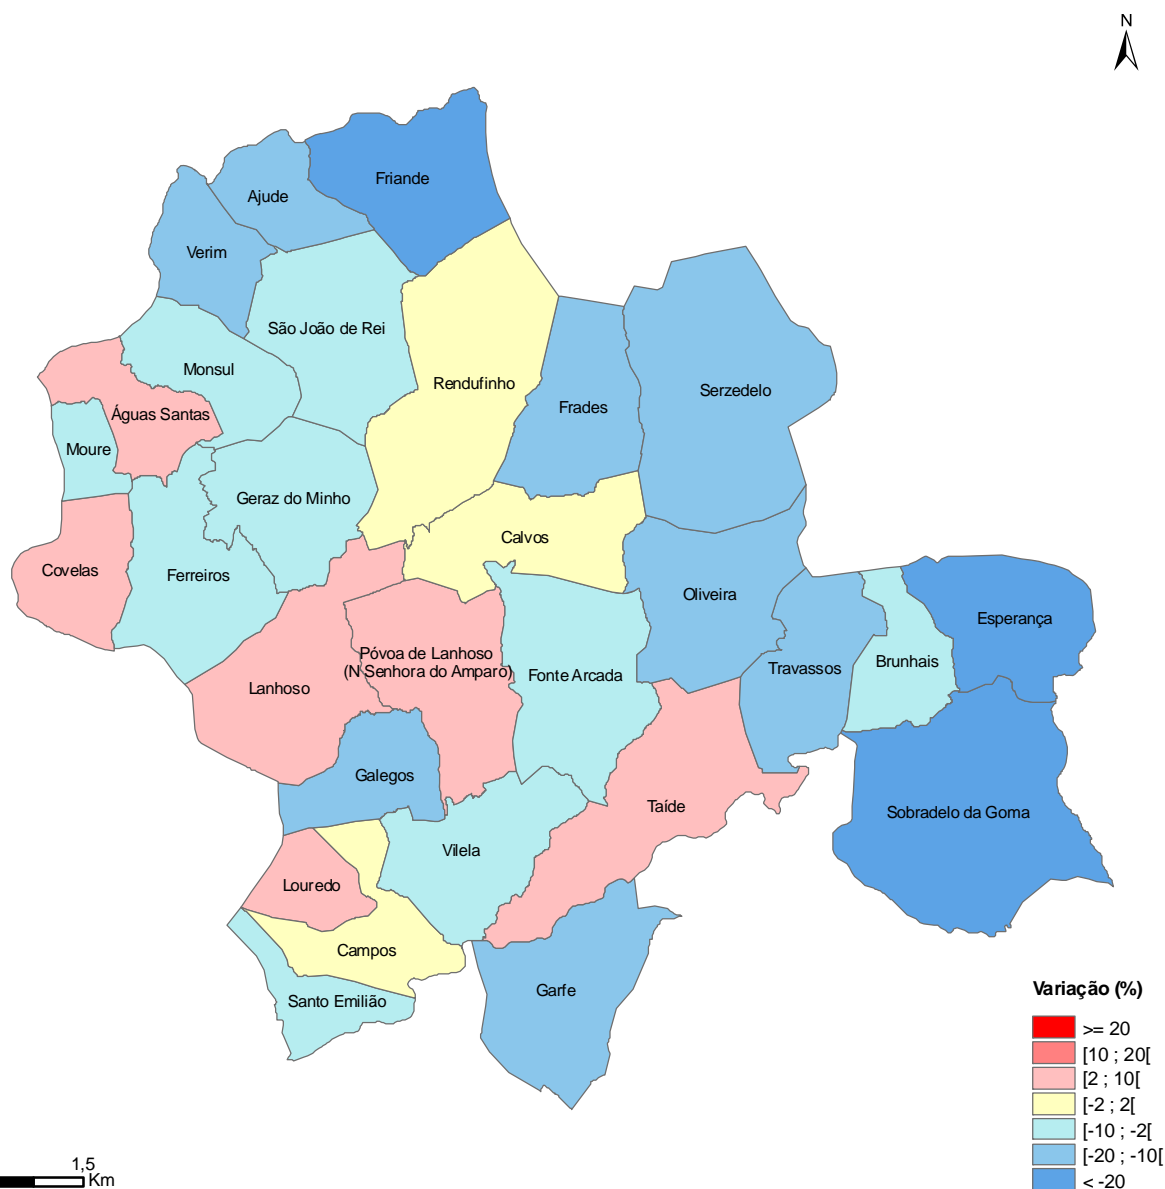 N
Friande
Ajude
Verim
São João de Rei
Monsul
Rendufinho
Serzedelo
Frades
Águas Santas
Moure
Geraz do Minho
Calvos
Covelas
Ferreiros
Oliveira
Esperança
Póvoa de Lanhoso
(N Senhora do Amparo)
Brunhais
Travassos
Fonte Arcada
Lanhoso
Galegos
Taíde
Sobradelo da Goma
Vilela
Louredo
Campos
Garfe
Santo Emilião
Variação (%)
>= 20
[10 ; 20[
[2 ; 10[
[-2 ; 2[
[-10 ; -2[
[-20 ; -10[
< -20
1,5
Km